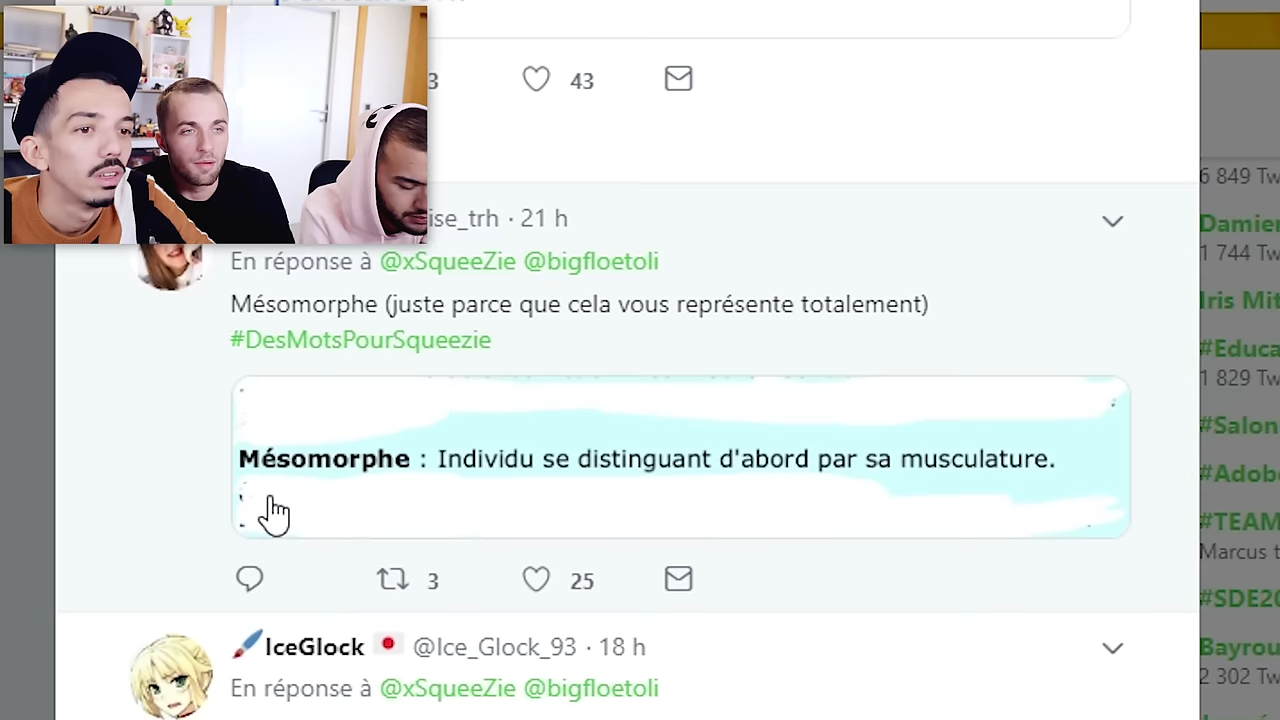 3 43
ise_trh · 21 h
En réponse à @xSqueeZie @bigfloetoli
Mésomorphe (juste parce que cela vous représente totalement)
#DesMotsPourSqueezie
Mésomorphe : Individu se distinguant d'abord par sa musculature.
3 25
IceGlock @Ice_Glock_93 · 18 h
En réponse à @xSqueeZie @bigfloetoli
6 849 Tw
Damien
1 744 Tw
Iris Mit
#Educa
1 829 Tw
#Salon
#Adob
#TEAM
Marcus t
#SDE20
Bayrou
2 302 Tw